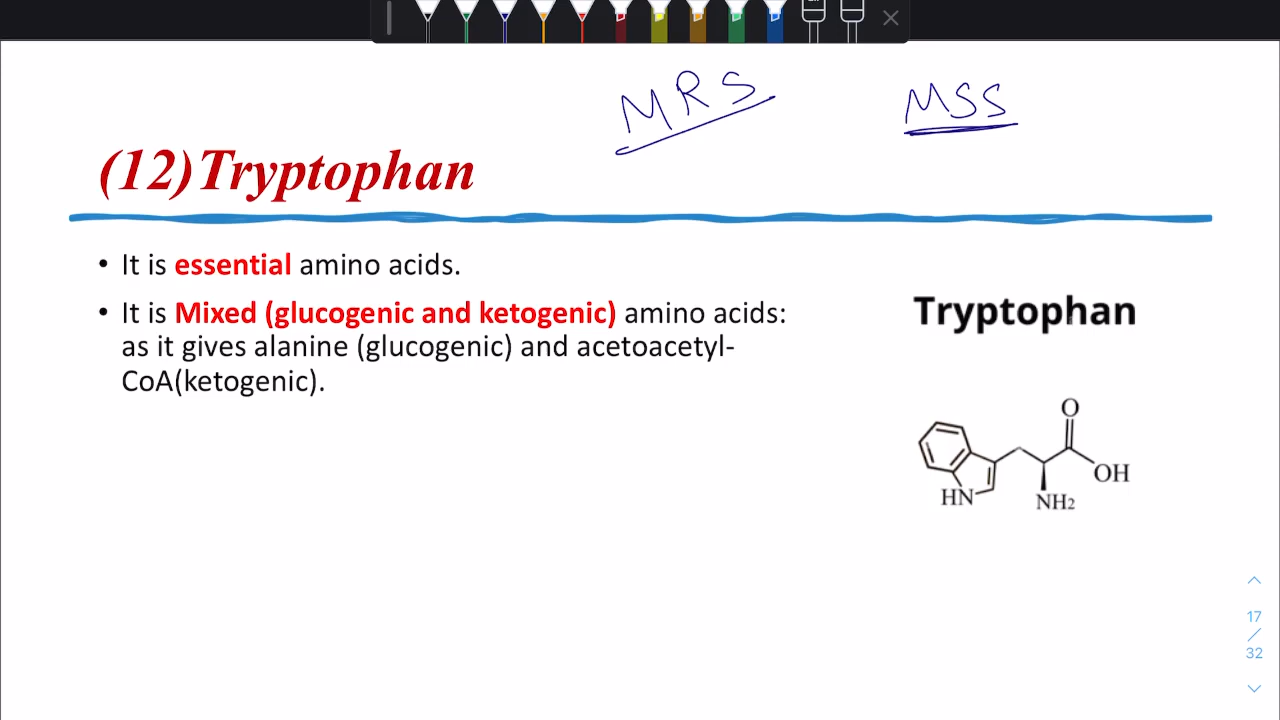 MRS
MSS
(12)Tryptophan
• It is essential amino acids.
• It is Mixed (glucogenic and ketogenic) amino acids:
as it gives alanine (glucogenic) and acetoacetyl-
CoA(ketogenic).
Tryptophan
O
OH
HN
NH2
17
/
32